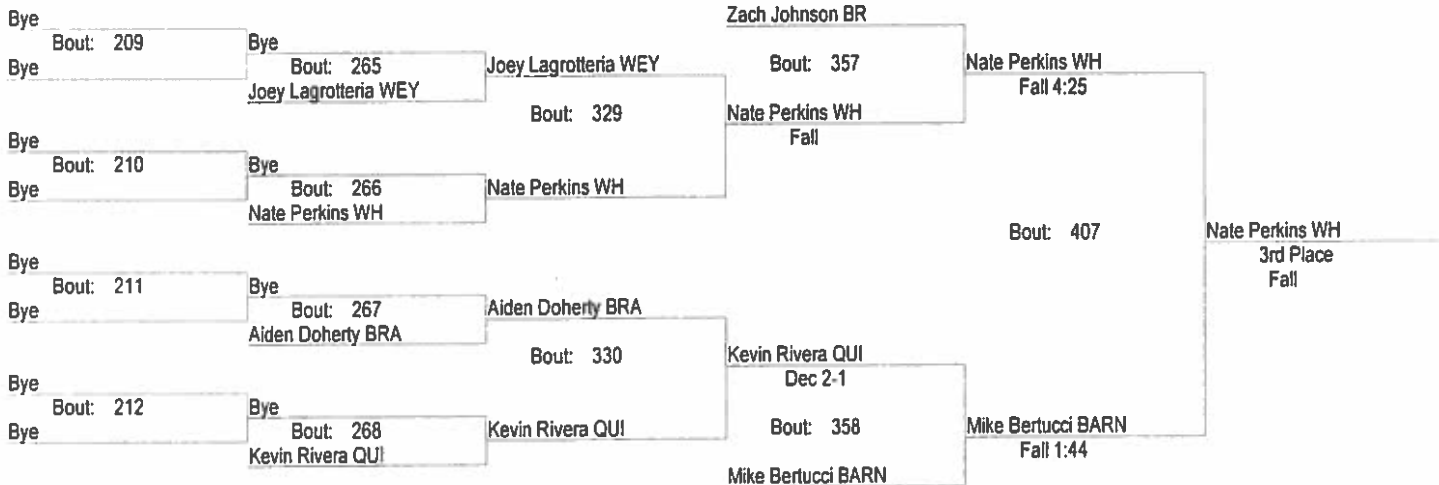 Bye
Bout: 209
Bye
Bye
Bout: 265
Joey Lagrotteria WEY
Joey Lagrotteria WEY
Bout: 329
Bye
Bout: 210
Bye
Bye
Bout: 266
Nate Perkins WH
Nate Perkins WH
Zach Johnson BR
Bout: 357
Nate Perkins WH
Fall
Nate Perkins WH
Fall 4:25
Bye
Bout: 211
Bye
Bye
Bout: 267
Aiden Doherty BRA
Aiden Doherty BRA
Bout: 330
Bye
Bout: 212
Bye
Bye
Bout: 268
Kevin Rivera QUI
Kevin Rivera QUI
Kevin Rivera QUI
Dec 2-1
Bout: 358
Mike Bertucci BARN
Mike Bertucci BARN
Fall 1:44
Bout: 407
Nate Perkins WH
3rd Place
Fall